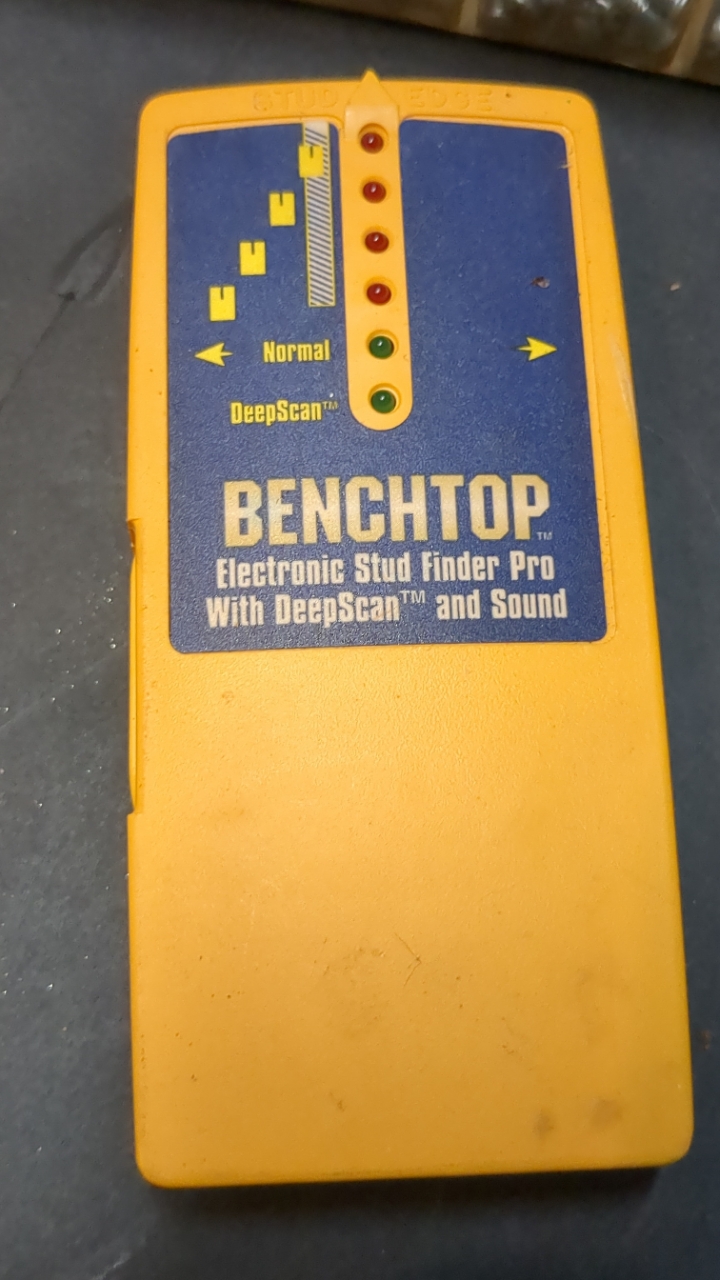 STUD EDGE
Normal
DeepScan™
BENCHTOP™
Electronic Stud Finder Pro
With DeepScan™ and Sound